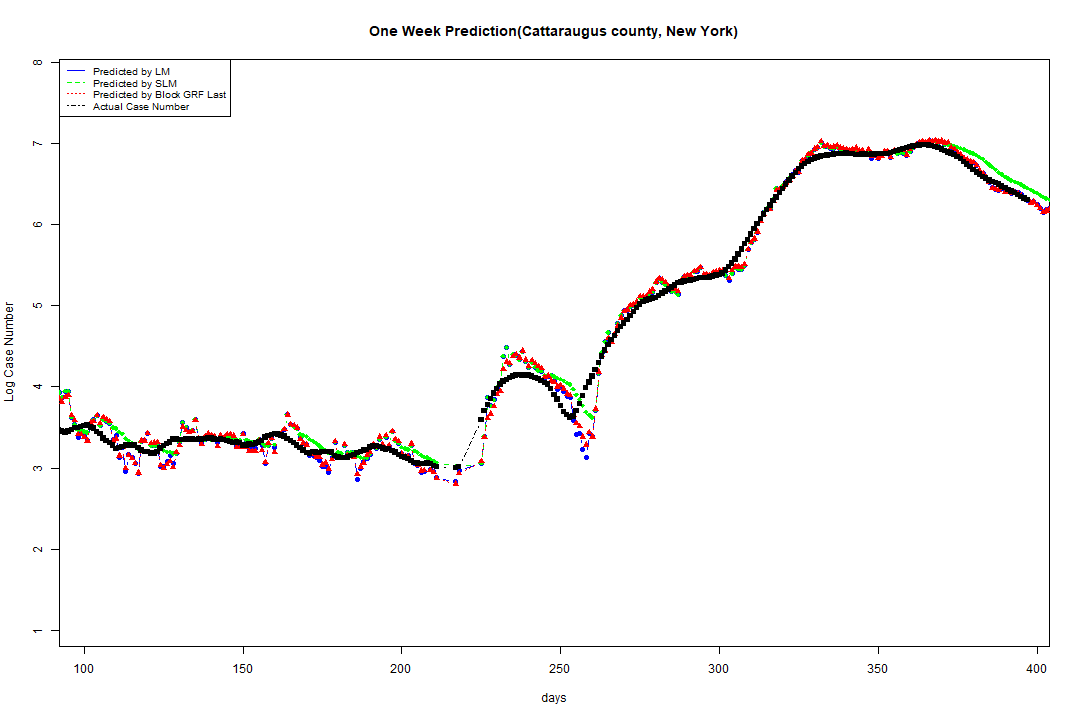 One Week Prediction(Cattaraugus county, New York)
Predicted by LM
Predicted by SLM
Predicted by Block GRF Last
Actual Case Number
Log Case Number
8
7
6
5
4
3
2
1
100 150 200 250 300 350 400
days